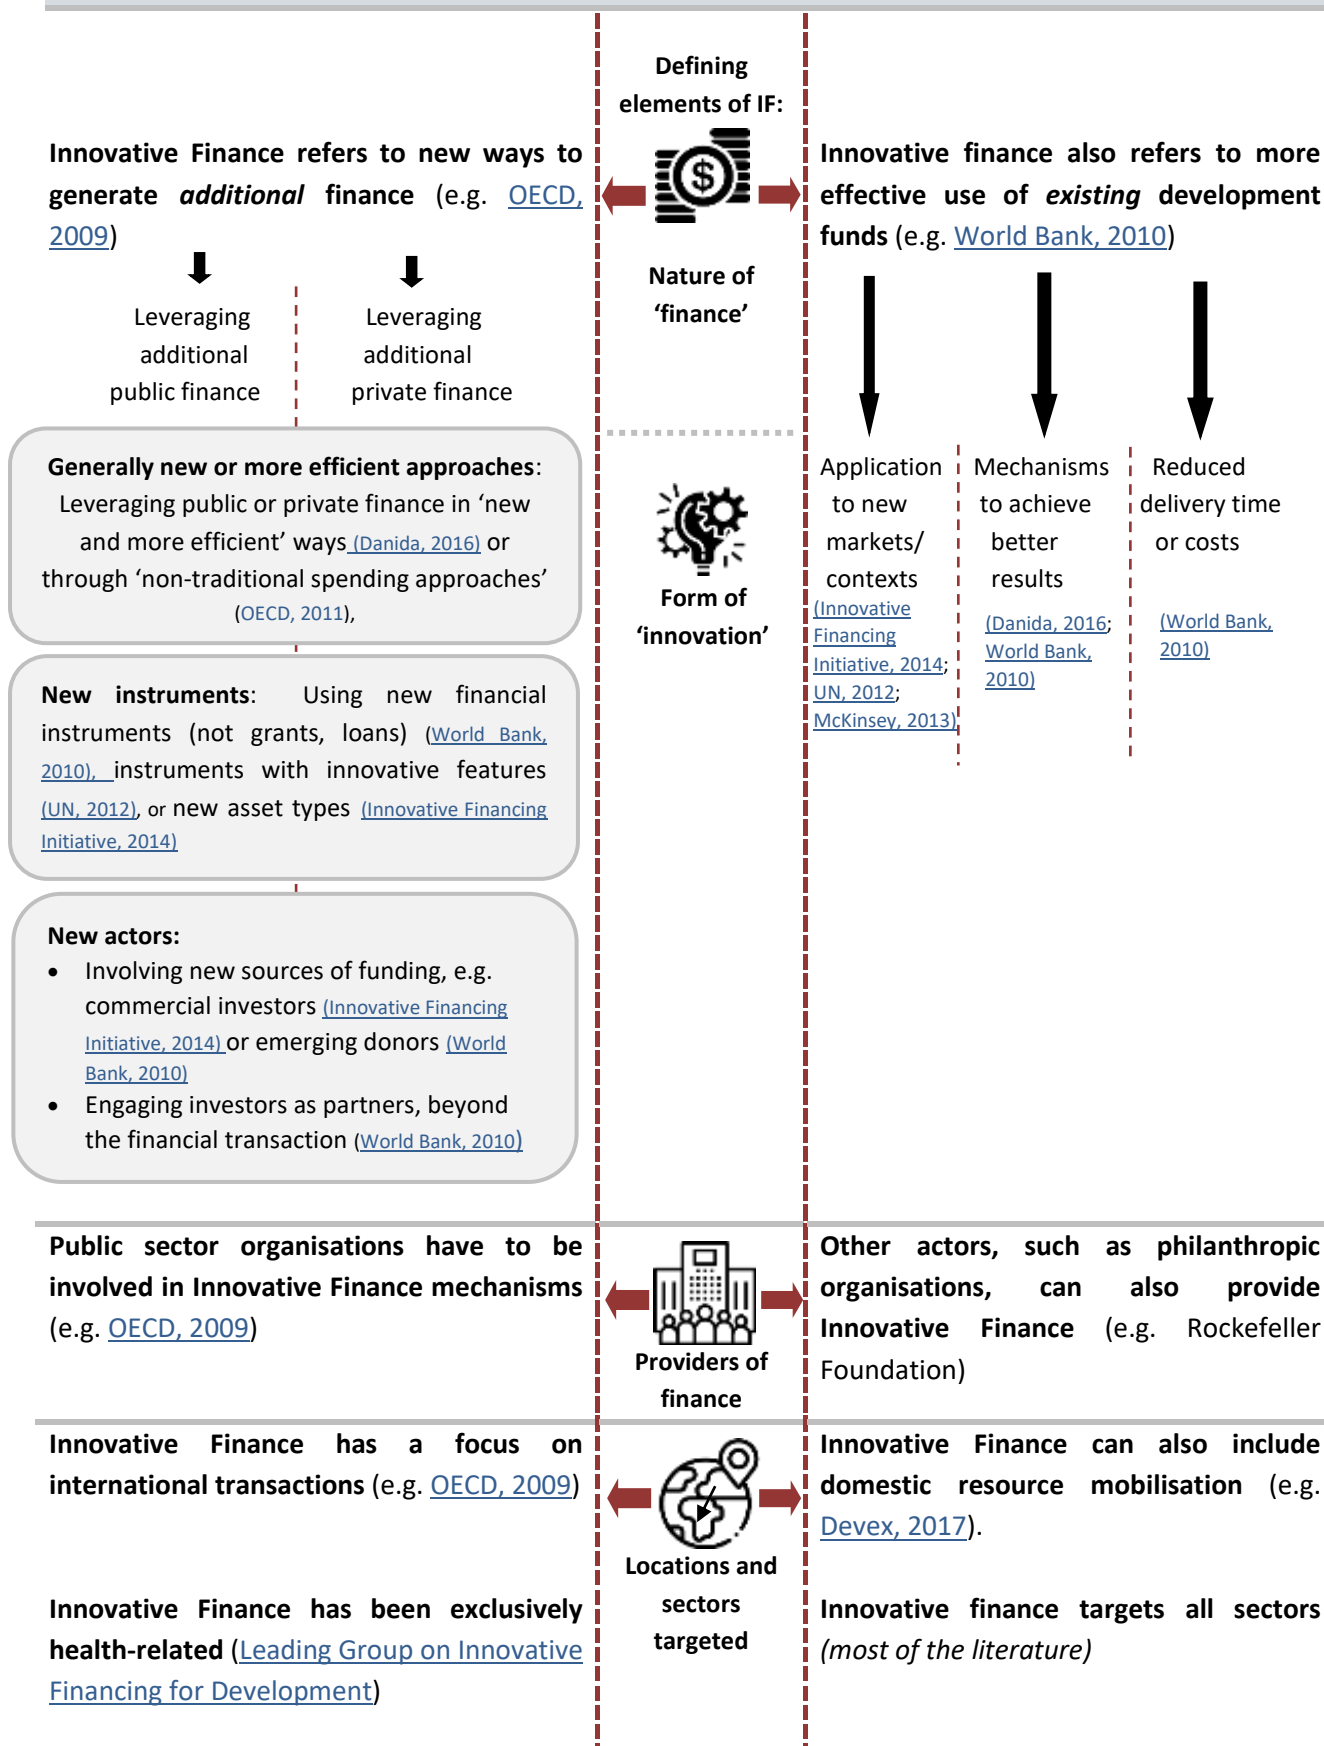 Defining
elements of IF:
Innovative Finance refers to new ways to
generate additional finance (e.g. OECD,
2009)
Innovative finance also refers to more
effective use of existing development
funds (e.g. World Bank, 2010)
Nature of
‘finance’
Leveraging
additional
public finance
Leveraging
additional
private finance
Generally new or more efficient approaches:
Leveraging public or private finance in ‘new
and more efficient’ ways (Danida, 2016) or
through ‘non-traditional spending approaches’
(OECD, 2011),
Form of
‘innovation’
Application
to new
markets/
contexts
(Innovative
Financing
Initiative, 2014;
UN, 2012;
McKinsey, 2013)
Mechanisms
to achieve
better
results
(Danida, 2016;
World Bank,
2010)
Reduced
delivery time
or costs
(World Bank,
2010)
New instruments: Using new financial
instruments (not grants, loans) (World Bank,
2010), instruments with innovative features
(UN, 2012), or new asset types (Innovative Financing
Initiative, 2014)
New actors:
• Involving new sources of funding, e.g.
commercial investors (Innovative Financing
Initiative, 2014) or emerging donors (World
Bank, 2010)
• Engaging investors as partners, beyond
the financial transaction (World Bank, 2010)
Public sector organisations have to be
involved in Innovative Finance mechanisms
(e.g. OECD, 2009)
Providers of
finance
Other actors, such as philanthropic
organisations, can also provide
Innovative Finance (e.g. Rockefeller
Foundation)
Innovative Finance has a focus on
international transactions (e.g. OECD, 2009)
Innovative Finance can also include
domestic resource mobilisation (e.g.
Devex, 2017).
Locations and
sectors
targeted
Innovative Finance has been exclusively
health-related (Leading Group on Innovative
Financing for Development)
Innovative finance targets all sectors
(most of the literature)